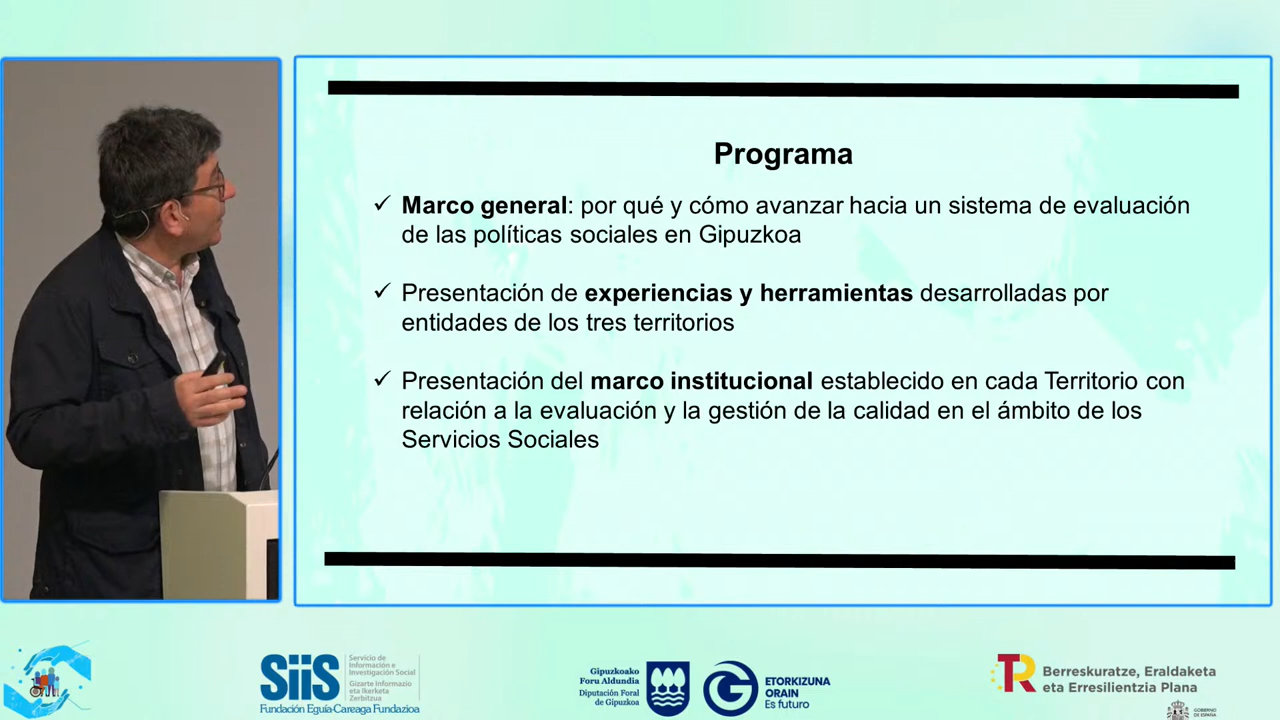 Programa
✓ Marco general: por qué y cómo avanzar hacia un sistema de evaluación
de las políticas sociales en Gipuzkoa
✓ Presentación de experiencias y herramientas desarrolladas por
entidades de los tres territorios
✓ Presentación del marco institucional establecido en cada Territorio con
relación a la evaluación y la gestión de la calidad en el ámbito de los
Servicios Sociales
SiiS
Servicio de
Información e
Investigación Social
Gizarte Informazio
eta Ikerketa
Zerbitzua
Fundación Eguía-Careaga Fundazioa
Gipuzkoako
Foru Aldundia
Diputación Foral
de Gipuzkoa
G
ETORKIZUNA
ORAIN
Es futuro
TR
Berreskuratze, Eraldaketa
eta Erresilientzia Plana
GOBIERNO
DE ESPAÑA